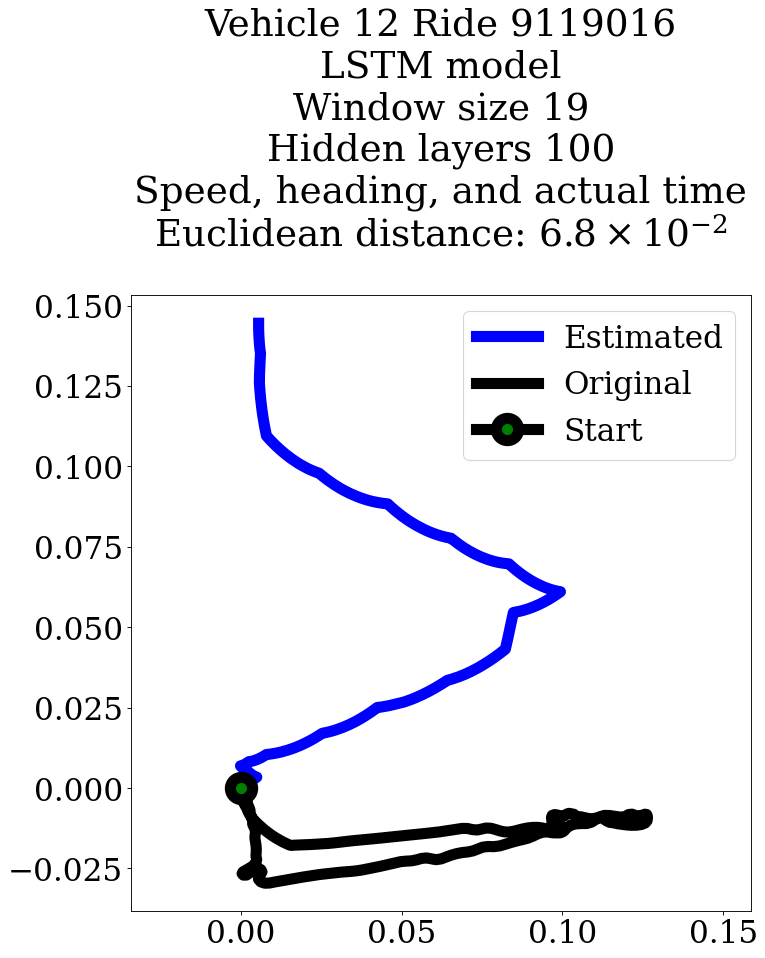 Vehicle 12 Ride 9119016
LSTM model
Window size 19
Hidden layers 100
Speed, heading, and actual time
Euclidean distance: 6.8 × 10⁻²
0.150
0.125
0.100
0.075
0.050
0.025
0.000
−0.025
Estimated
Original
Start
0.00 0.05 0.10 0.15